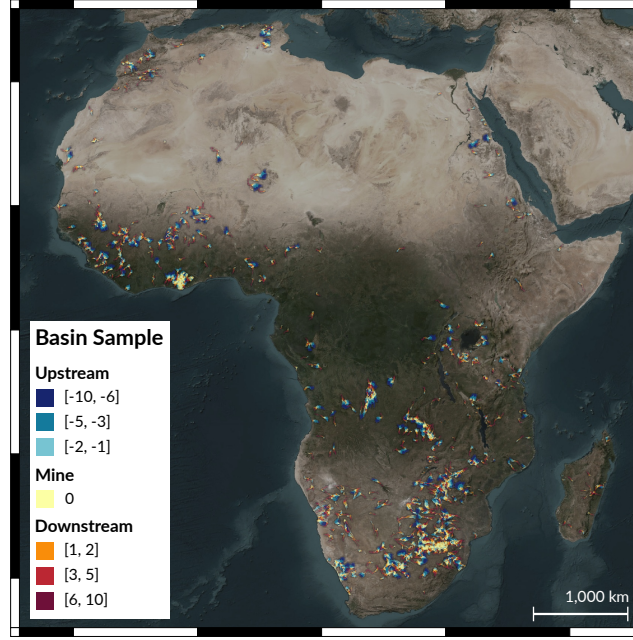 Basin Sample
Upstream
[-10, -6]
[-5, -3]
[-2, -1]
Mine
0
Downstream
[1, 2]
[3, 5]
[6, 10]
1,000 km